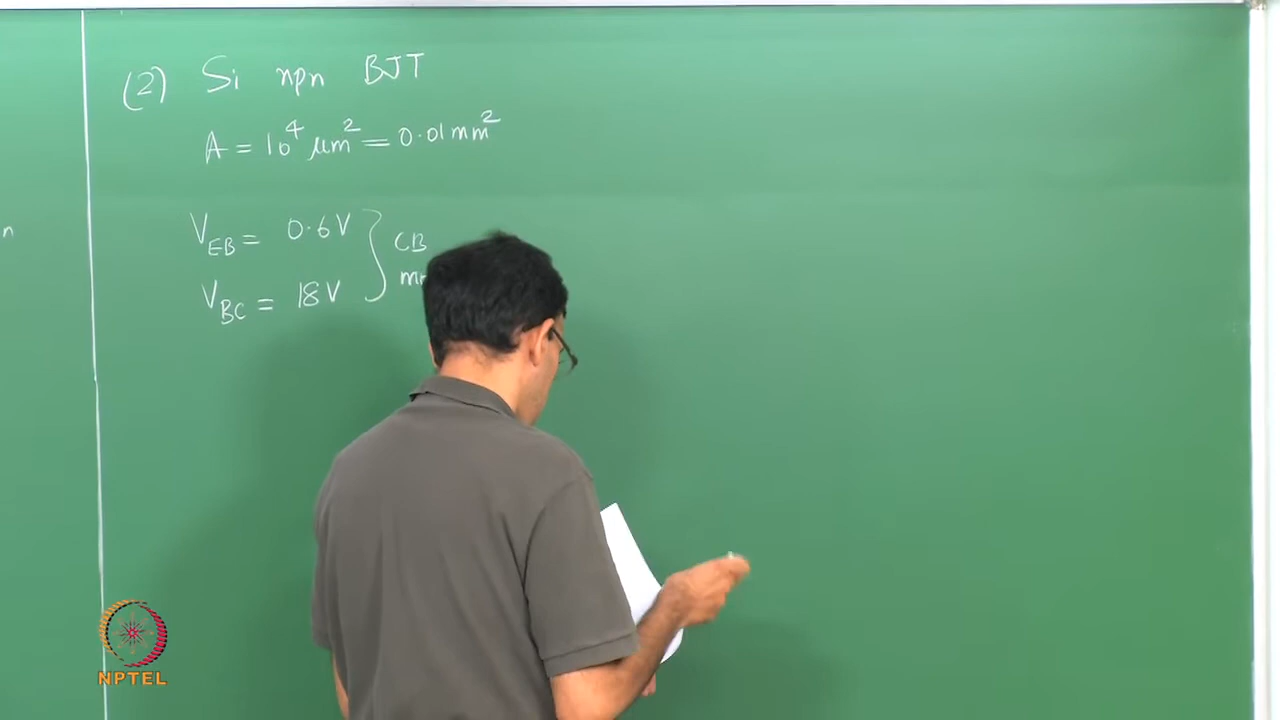 (2) Si npn BJT
A = 10⁴ μm² = 0.01 mm²
V_EB = 0.6 V
V_BC = 18 V
CB
n
NPTEL